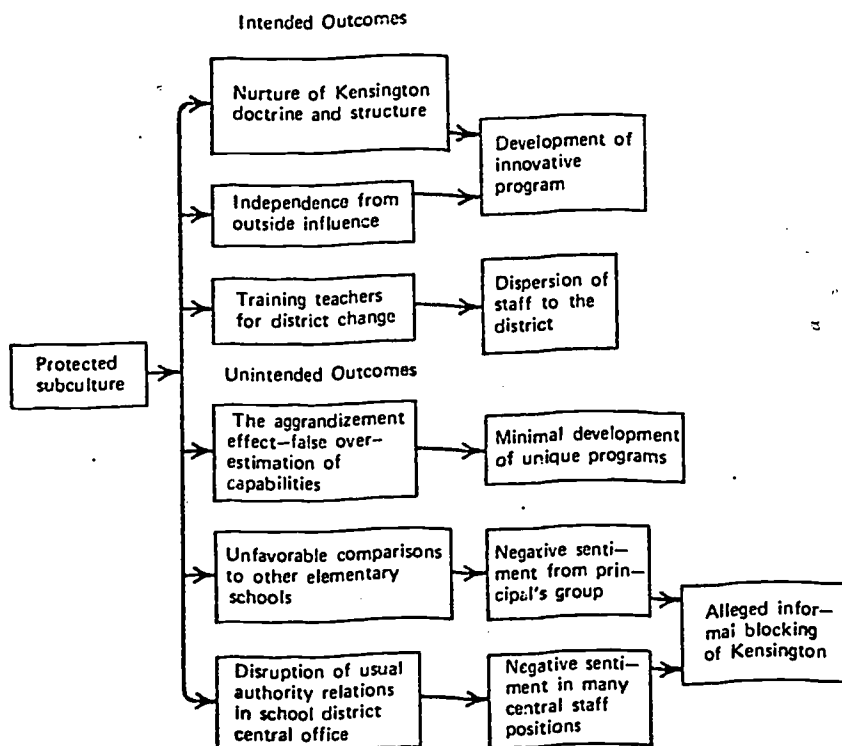 Intended Outcomes
Nurture of Kensington
doctrine and structure
Development of
innovative
program
Independence from
outside influence
Training teachers
for district change
Dispersion of
staff to the
district
Protected
subculture
Unintended Outcomes
The aggrandizement
effect—false over-
estimation of
capabilities
Minimal development
of unique programs
Unfavorable comparisons
to other elementary
schools
Negative senti—
ment from prin—
cipal's group
Alleged infor—
mai blocking
of Kensington
Disruption of usual
authority relations
in school district
central office
Negative senti—
ment in many
central staff
positions